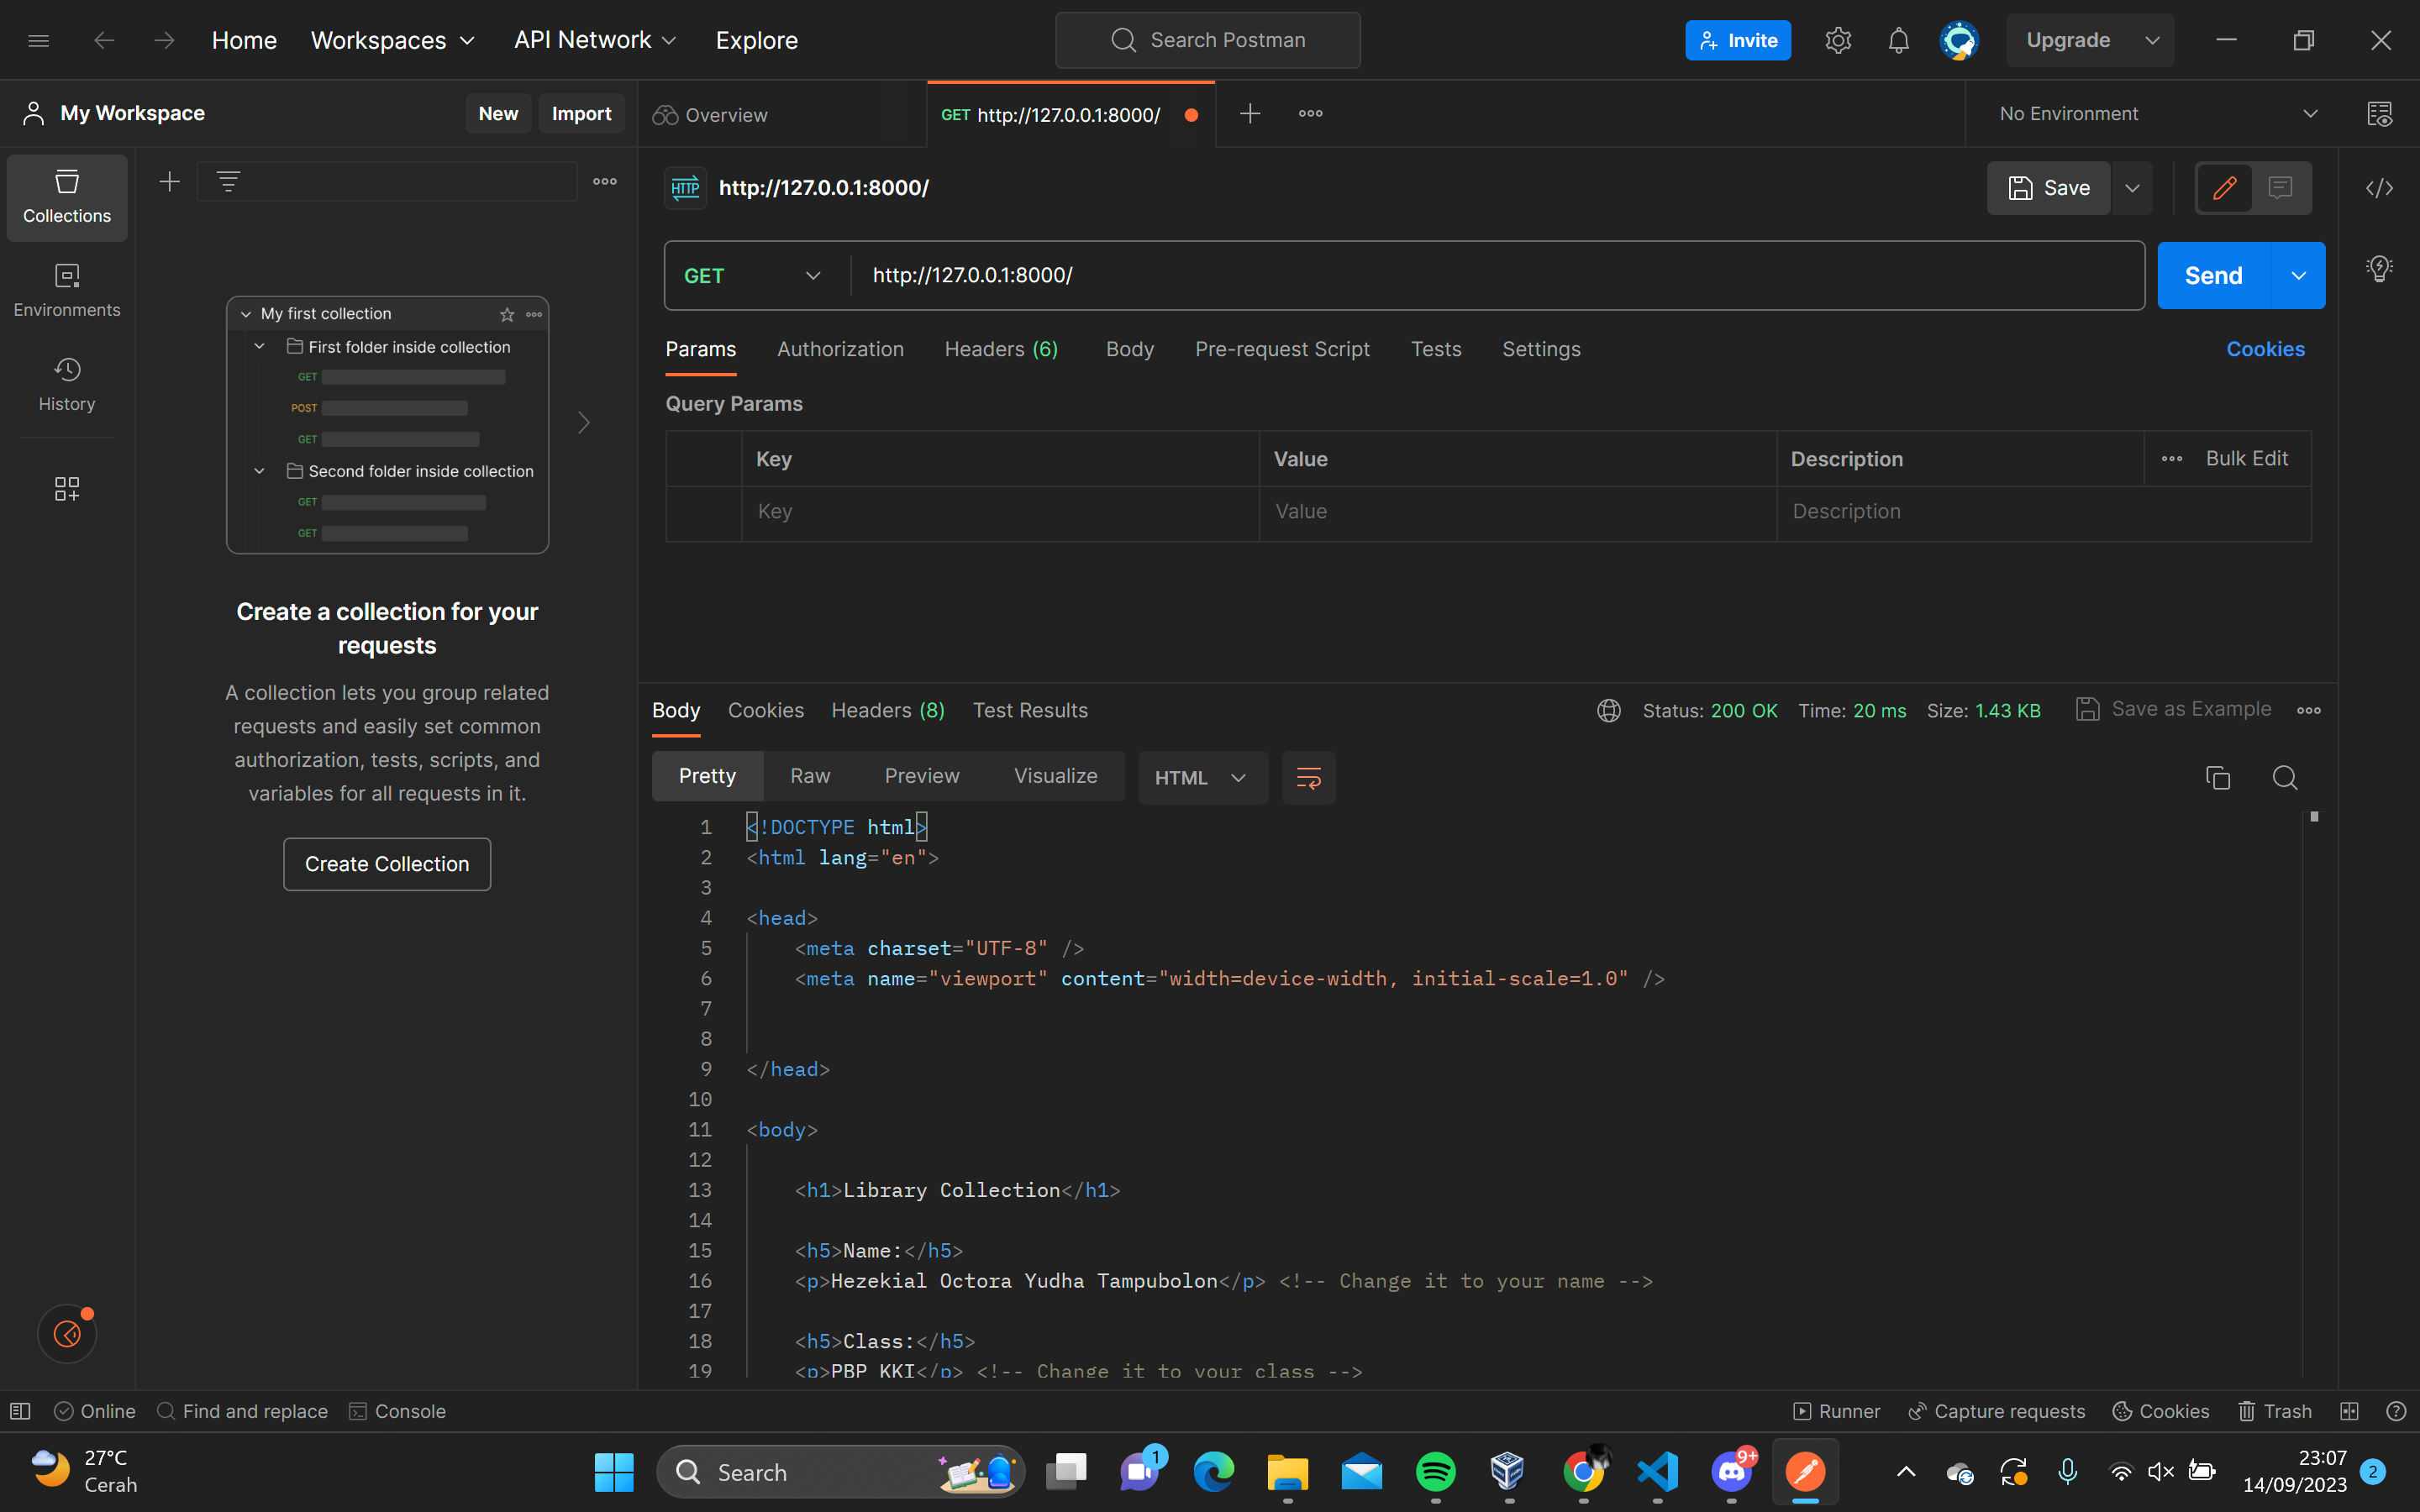 Home Workspaces API Network Explore Search Postman Invite Upgrade
My Workspace New Import Overview GET http://127.0.0.1:8000/ No Environment
Collections
Environments
History
My first collection
First folder inside collection
GET
POST
GET
Second folder inside collection
GET
GET
Create a collection for your
requests
A collection lets you group related
requests and easily set common
authorization, tests, scripts, and
variables for all requests in it.
Create Collection
HTTP http://127.0.0.1:8000/ Save
GET http://127.0.0.1:8000/ Send
Params Authorization Headers (6) Body Pre-request Script Tests Settings Cookies
Query Params
Key Value Description Bulk Edit
Key Value Description
Body Cookies Headers (8) Test Results Status: 200 OK Time: 20 ms Size: 1.43 KB Save as Example
Pretty Raw Preview Visualize HTML
1 <!DOCTYPE html>
2 <html lang="en">
3
4 <head>
5 <meta charset="UTF-8" />
6 <meta name="viewport" content="width=device-width, initial-scale=1.0" />
7
8
9 </head>
10
11 <body>
12
13 <h1>Library Collection</h1>
14
15 <h5>Name:</h5>
16 <p>Hezekial Octora Yudha Tampubolon</p> <!-- Change it to your name -->
17
18 <h5>Class:</h5>
19 <p>PBP KKI</p> <!-- Change it to your class -->
Online Find and replace Console Runner Capture requests Cookies Trash
27°C
Cerah
Search
1
9+
23:07
14/09/2023
2